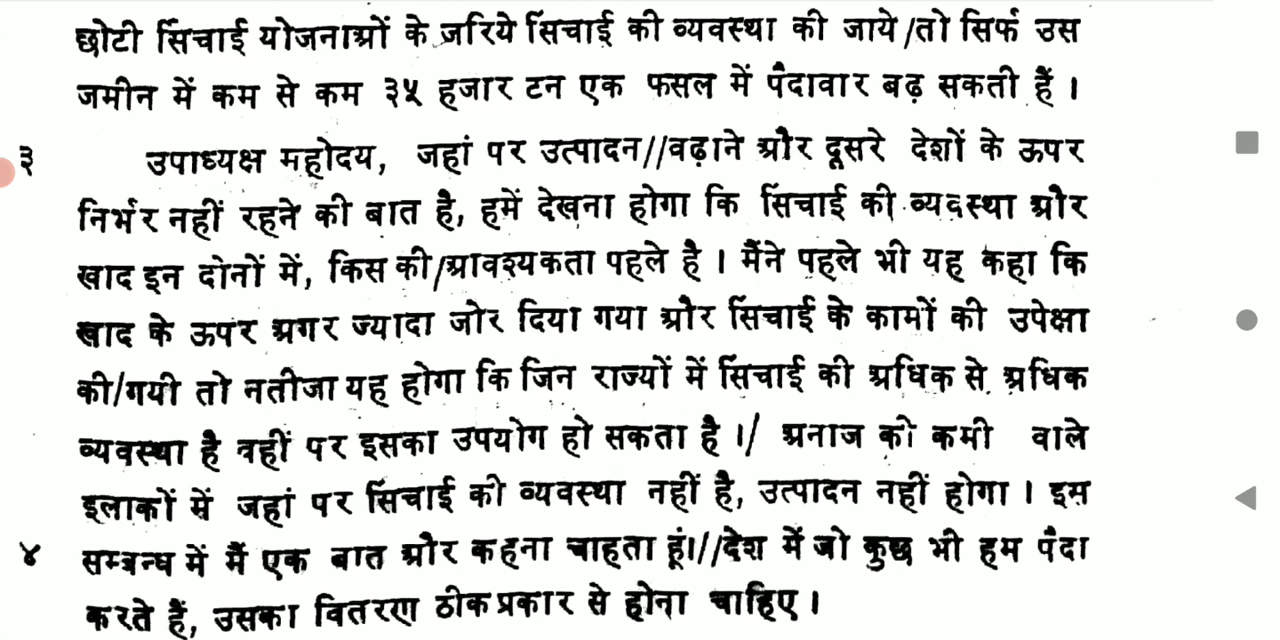 छोटी सिंचाई योजनाओं के जरिये सिंचाई की व्यवस्था की जाये/तो सिर्फ उस
जमीन में कम से कम ३५ हजार टन एक फसल में पैदावार बढ़ सकती है ।
३ उपाध्यक्ष महोदय, जहां पर उत्पादन//बढ़ाने और दूसरे देशों के ऊपर
निर्भर नहीं रहने की बात है, हमें देखना होगा कि सिंचाई की व्यवस्था और
खाद इन दोनों में, किस की/आवश्यकता पहले है । मैंने पहले भी यह कहा कि
खाद के ऊपर अगर ज्यादा जोर दिया गया और सिंचाई के कामों की उपेक्षा
की/गयी तो नतीजा यह होगा कि जिन राज्यों में सिंचाई की अधिक से अधिक
व्यवस्था है वहीं पर इसका उपयोग हो सकता है ।/ अनाज की कमी वाले
इलाकों में जहां पर सिंचाई की व्यवस्था नहीं है, उत्पादन नहीं होगा । इस
४ सम्बन्ध में मैं एक बात और कहना चाहता हूं।//देश में जो कुछ भी हम पैदा
करते हैं, उसका वितरण ठीक प्रकार से होना चाहिए ।